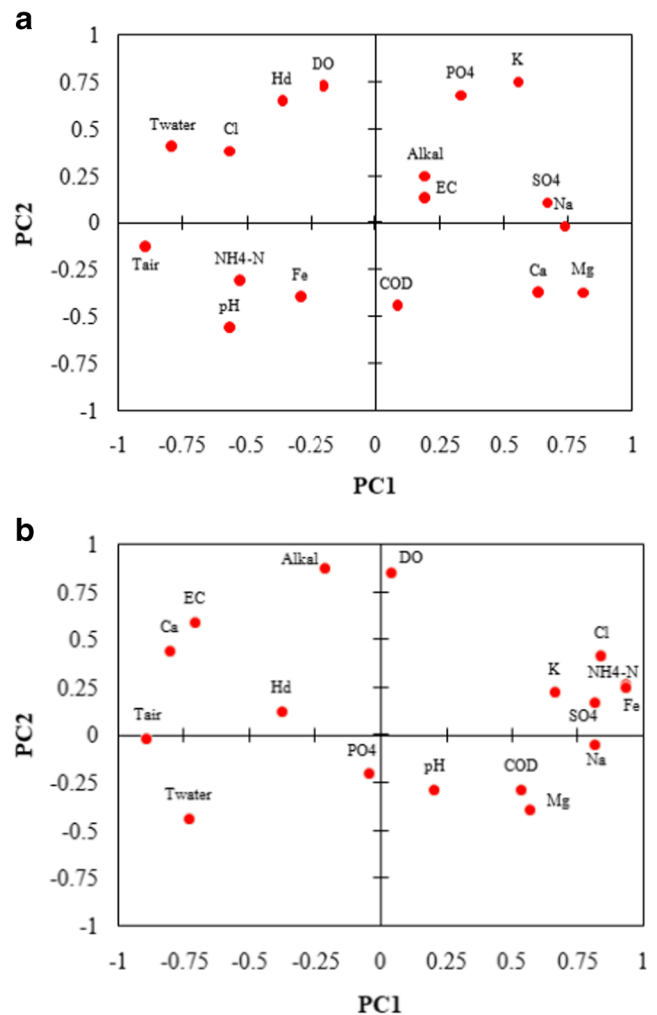 a
1
0.75
0.5
0.25
0
-0.25
-0.5
-0.75
-1
PC2
DO
Hd
K
PO4
Twater
Cl
Alkal
EC
SO4
Na
Tair
NH4-N
Fe
pH
COD
Ca
Mg
-1 -0.75 -0.5 -0.25 0 0.25 0.5 0.75 1
PC1
b
1
0.75
0.5
0.25
0
-0.25
-0.5
-0.75
-1
PC2
Alkal
DO
EC
Ca
Cl
K
NH4-N
Hd
Fe
Tair
SO4
PO4
Na
pH
COD
Twater
Mg
-1 -0.75 -0.5 -0.25 0 0.25 0.5 0.75 1
PC1